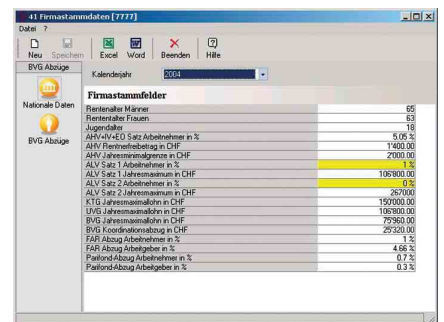 41 Firmastammdaten [7777]
Datei ?
Neu Speichern Excel Word Beenden Hilfe
BVG Abzüge
Kalenderjahr 2004
Firmastammfelder
Nationale Daten
BVG Abzüge
Rentenalter Männer 65
Rentenalter Frauen 63
Jugendalter 18
AHV+IV+EO Satz Arbeitnehmer in % 5.05 %
AHV Rentnerfreibetrag in CHF 1'400.00
AHV Jahresminimalgrenze in CHF 2'000.00
ALV Satz 1 Arbeitnehmer in % 1 %
ALV Satz 1 Jahresmaximum in CHF 106'800.00
ALV Satz 2 Arbeitnehmer in % 0 %
ALV Satz 2 Jahresmaximum in CHF 267000
KTG Jahresmaximallohn in CHF 150'000.00
UVG Jahresmaximallohn in CHF 106'800.00
BVG Jahresmaximallohn in CHF 75'960.00
BVG Koordinationsabzug in CHF 25'320.00
FAR Abzug Arbeitnehmer in % 1 %
FAR Abzug Arbeitgeber in % 4.66 %
Parifond-Abzug Arbeitnehmer in % 0.7 %
Parifond-Abzug Arbeitgeber in % 0.3 %